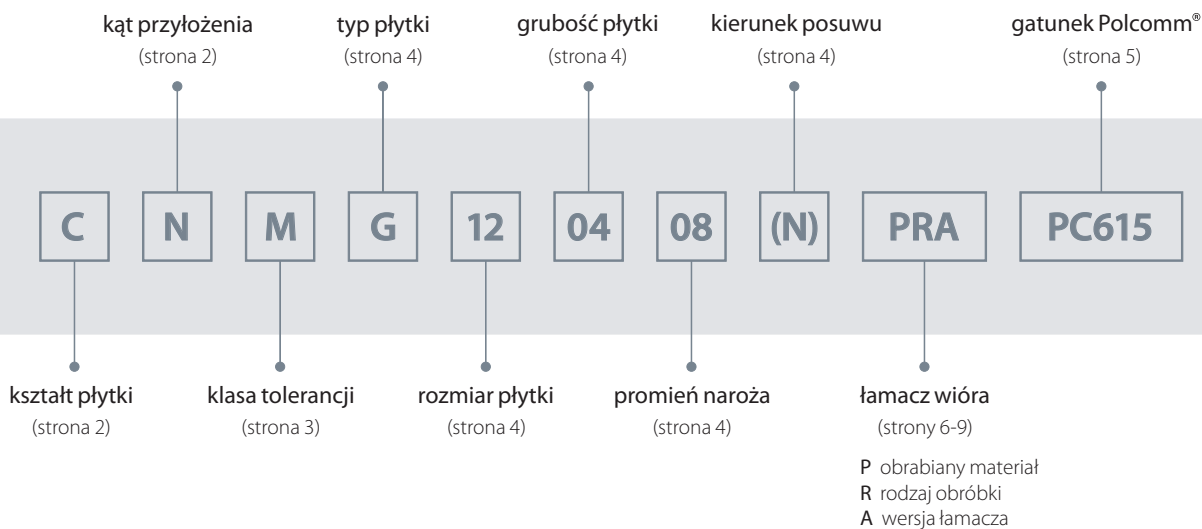 kąt przyłożenia typ płytki grubość płytki kierunek posuwu gatunek Polcomm®
(strona 2) (strona 4) (strona 4) (strona 4) (strona 5)
C N M G 12 04 08 (N) PRA PC615
kształt płytki klasa tolerancji rozmiar płytki promień naroża łamacz wióra
(strona 2) (strona 3) (strona 4) (strona 4) (strony 6-9)
P obrabiany materiał
R rodzaj obróbki
A wersja łamacza